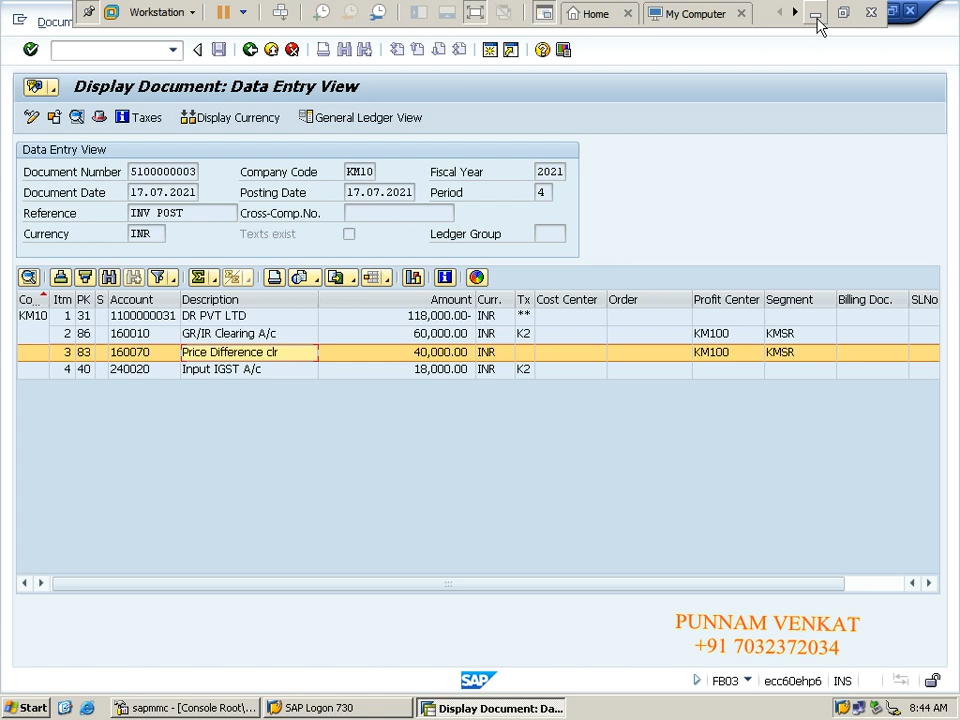 Docum
Workstation
Home
My Computer
Display Document: Data Entry View
Taxes Display Currency General Ledger View
Data Entry View
Document Number 5100000003 Company Code KM10 Fiscal Year 2021
Document Date 17.07.2021 Posting Date 17.07.2021 Period 4
Reference INV POST Cross-Comp.No.
Currency INR Texts exist Ledger Group
Co... Itm PK S Account Description Amount Curr. Tx Cost Center Order Profit Center Segment Billing Doc. SLNo
KM10 1 31 1100000031 DR PVT LTD 118,000.00- INR **
2 86 160010 GR/IR Clearing A/c 60,000.00 INR K2 KM100 KMSR
3 83 160070 Price Difference clr 40,000.00 INR KM100 KMSR
4 40 240020 Input IGST A/c 18,000.00 INR K2
PUNNAM VENKAT
+91 7032372034
SAP
FB03 ecc60ehp6 INS
Start sapmmc - [Console Root\... SAP Logon 730 Display Document: Da... 8:44 AM